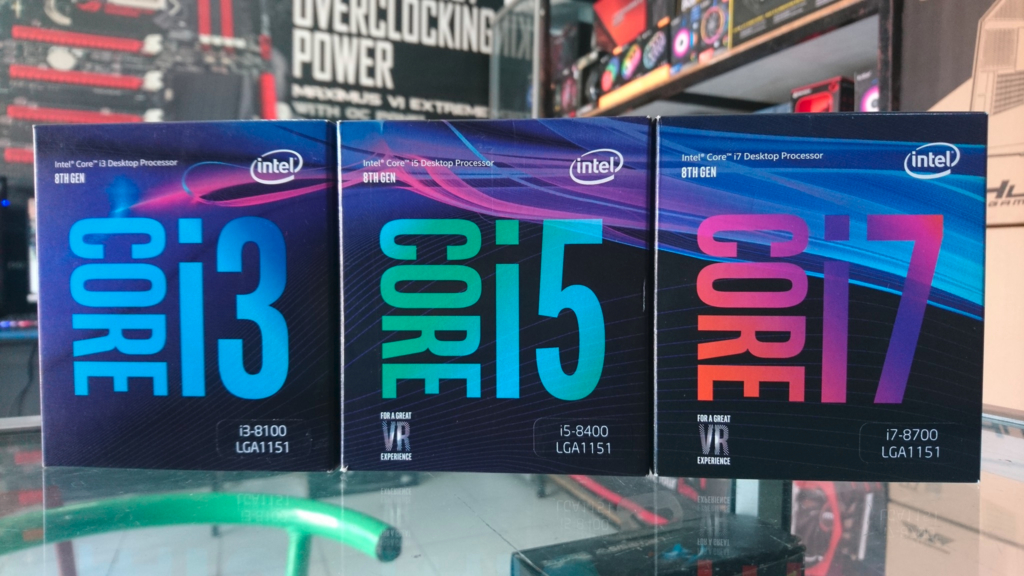 OVERCLOCKING
POWER
MAXIMUS VI EXTREME
Intel® Core™ i3 Desktop Processor
8TH GEN
intel
CORE
i3
i3-8100
LGA1151
Intel® Core™ i5 Desktop Processor
8TH GEN
intel
CORE
i5
FOR A GREAT
VR
EXPERIENCE
i5-8400
LGA1151
Intel® Core™ i7 Desktop Processor
8TH GEN
intel
CORE
i7
FOR A GREAT
VR
EXPERIENCE
i7-8700
LGA1151